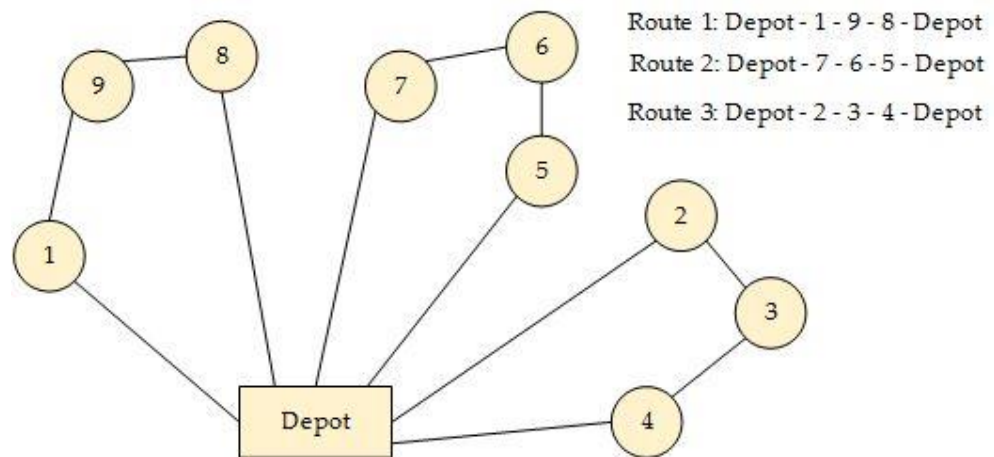 Route 1: Depot - 1 - 9 - 8 - Depot
Route 2: Depot - 7 - 6 - 5 - Depot
Route 3: Depot - 2 - 3 - 4 - Depot
6
8
9
7
5
2
1
3
4
Depot